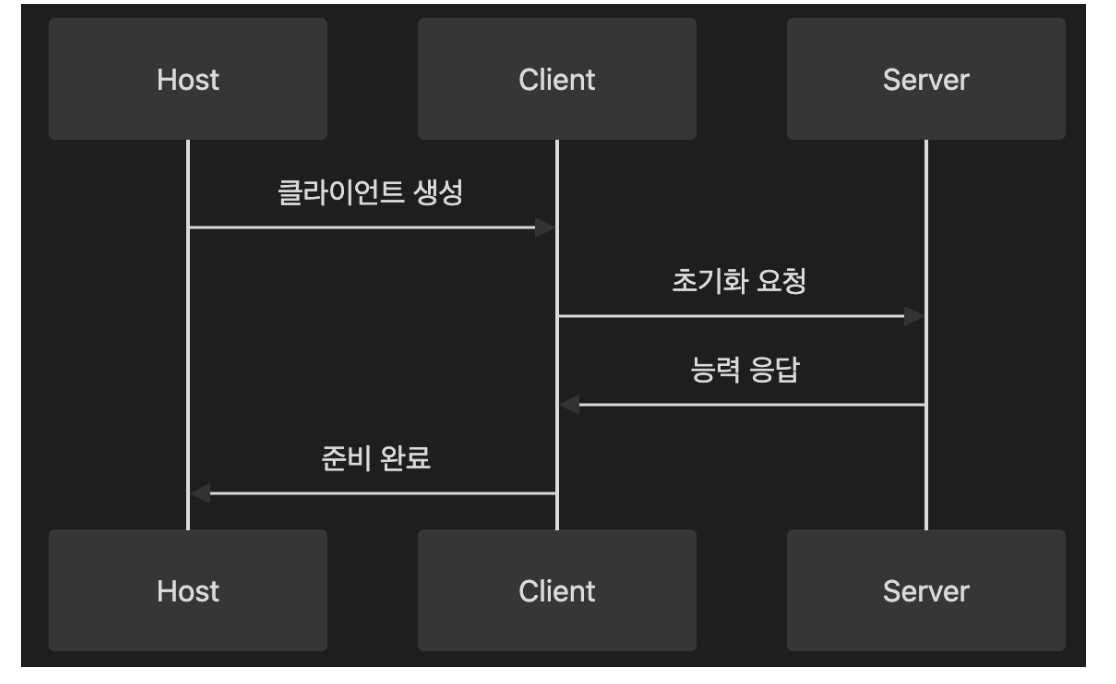 Host
Client
Server
클라이언트 생성
초기화 요청
능력 응답
준비 완료
Host
Client
Server